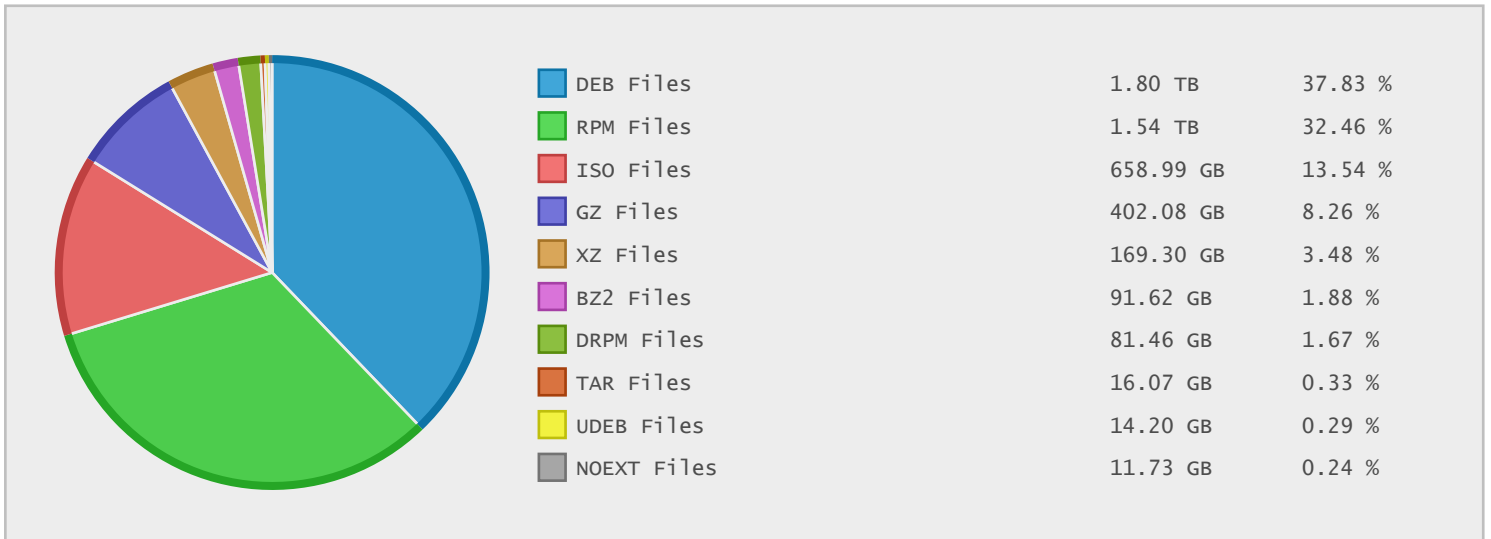 DEB Files 1.80 TB 37.83 %
RPM Files 1.54 TB 32.46 %
ISO Files 658.99 GB 13.54 %
GZ Files 402.08 GB 8.26 %
XZ Files 169.30 GB 3.48 %
BZ2 Files 91.62 GB 1.88 %
DRPM Files 81.46 GB 1.67 %
TAR Files 16.07 GB 0.33 %
UDEB Files 14.20 GB 0.29 %
NOEXT Files 11.73 GB 0.24 %